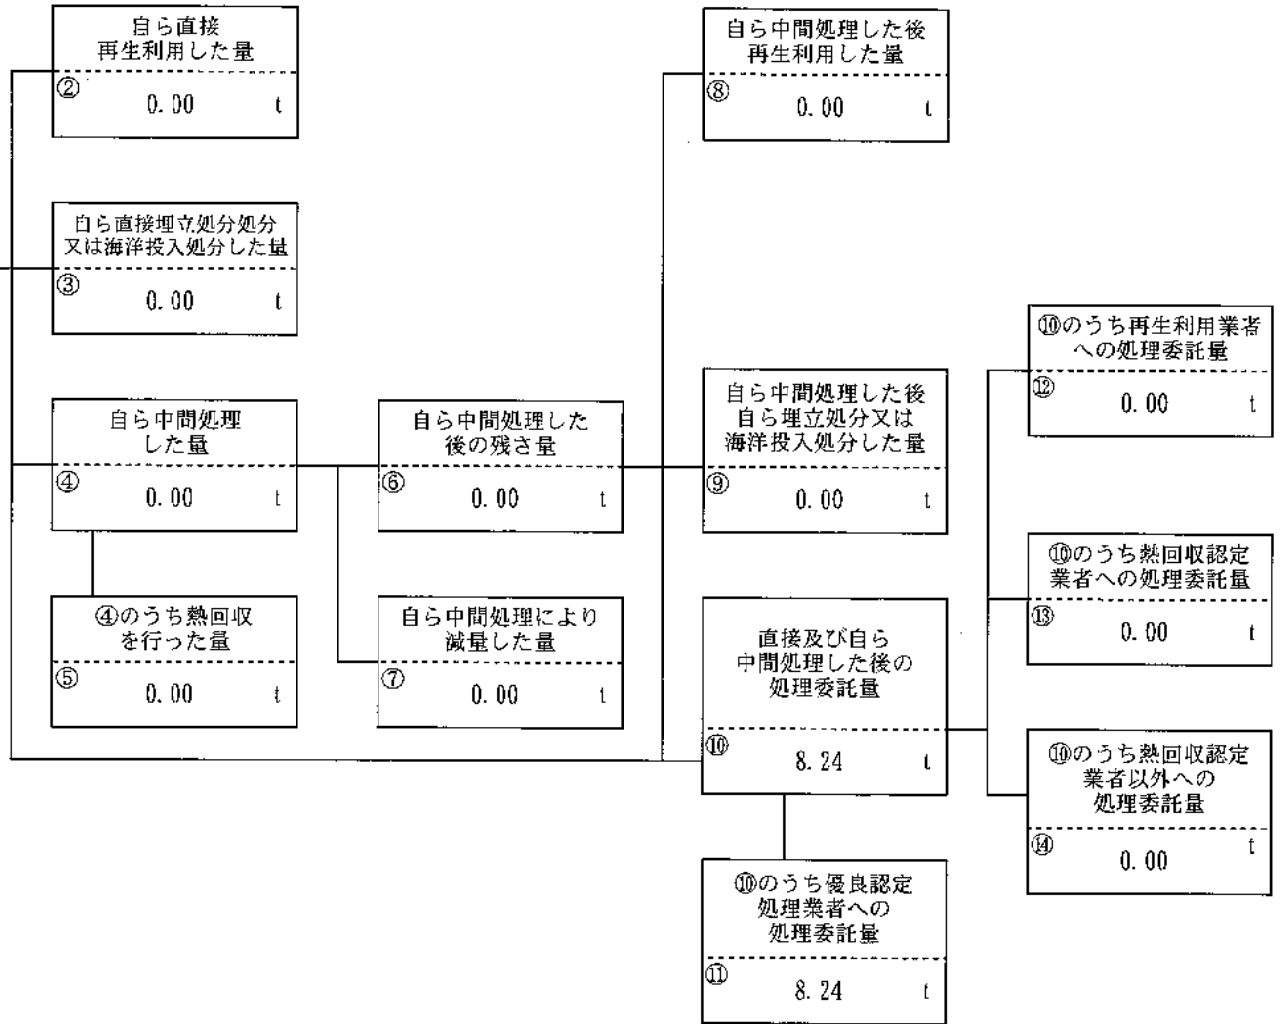 自ら直接
再生利用した量
②
0.00 t
自ら直接埋立処分処分
又は海洋投入処分した量
③
0.00 t
自ら中間処理
した量
④
0.00 t
④のうち熱回収
を行った量
⑤
0.00 t
自ら中間処理した
後の残さ量
⑥
0.00 t
自ら中間処理により
減量した量
⑦
0.00 t
自ら中間処理した後
再生利用した量
⑧
0.00 t
自ら中間処理した後
自ら埋立処分又は
海洋投入処分した量
⑨
0.00 t
直接及び自ら
中間処理した後の
処理委託量
⑩
8.24 t
⑩のうち優良認定
処理業者への
処理委託量
⑪
8.24 t
⑩のうち再生利用業者
への処理委託量
⑫
0.00 t
⑩のうち熱回収認定
業者への処理委託量
⑬
0.00 t
⑩のうち熱回収認定
業者以外への
処理委託量
⑭
0.00 t